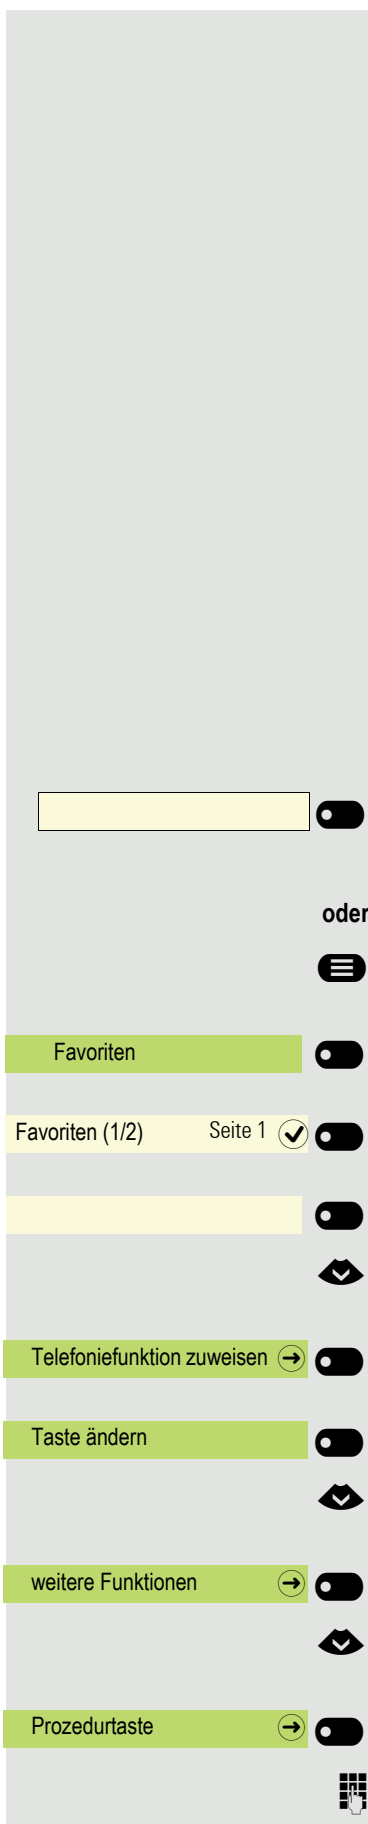 oder
Favoriten
Favoriten (1/2) Seite 1
Telefoniefunktion zuweisen
Taste ändern
weitere Funktionen
Prozedurtaste